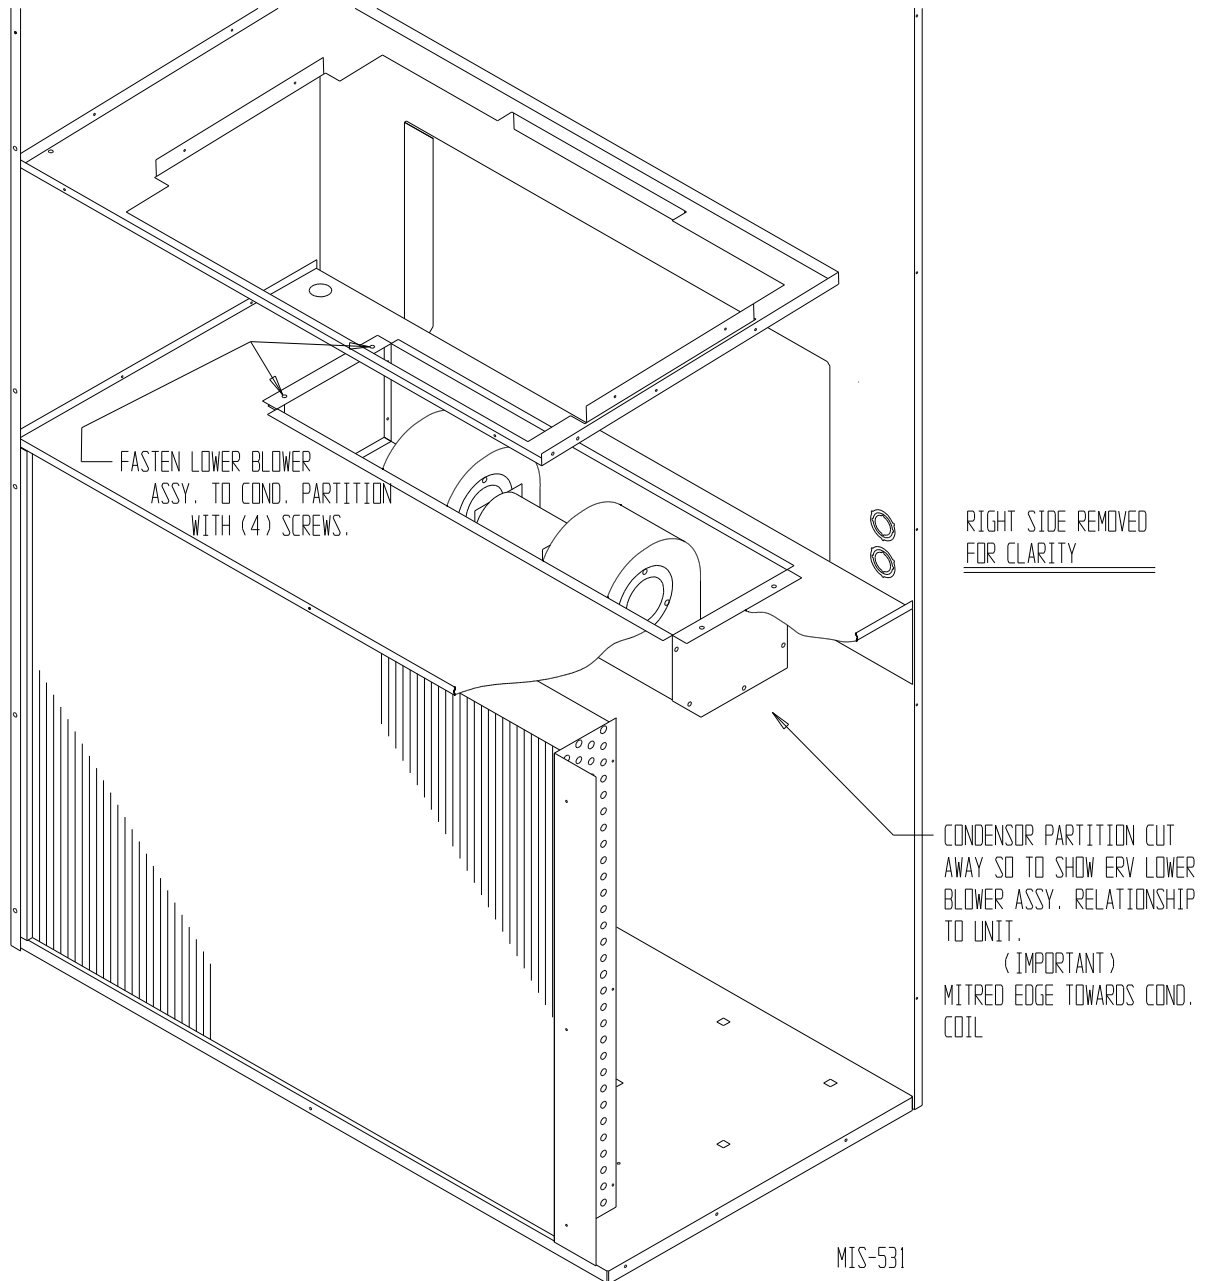 FASTEN LOWER BLOWER
ASSY. TO COND. PARTITION
WITH (4) SCREWS.
RIGHT SIDE REMOVED
FOR CLARITY
CONDENSOR PARTITION CUT
AWAY SO TO SHOW ERV LOWER
BLOWER ASSY. RELATIONSHIP
TO UNIT.
(IMPORTANT)
MITRED EDGE TOWARDS COND.
COIL
MIS-531